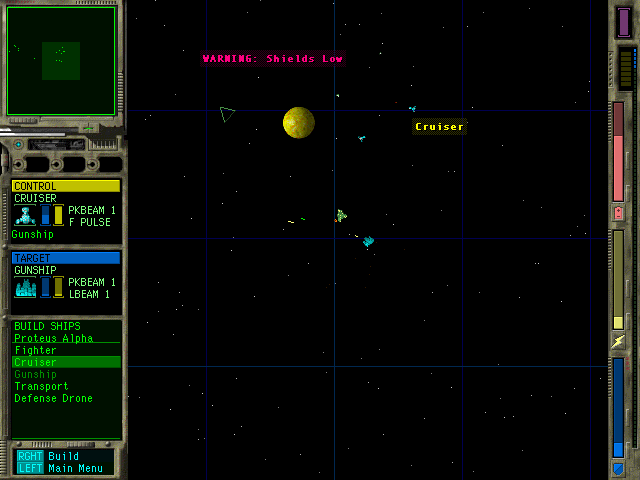 WARNING: Shields Low
Cruiser
CONTROL
CRUISER
PKBEAM 1
F PULSE
Gunship
TARGET
GUNSHIP
PKBEAM 1
LBEAM 1
BUILD SHIPS
Proteus Alpha
Fighter
Cruiser
Gunship
Transport
Defense Drone
RGHT Build
LEFT Main Menu